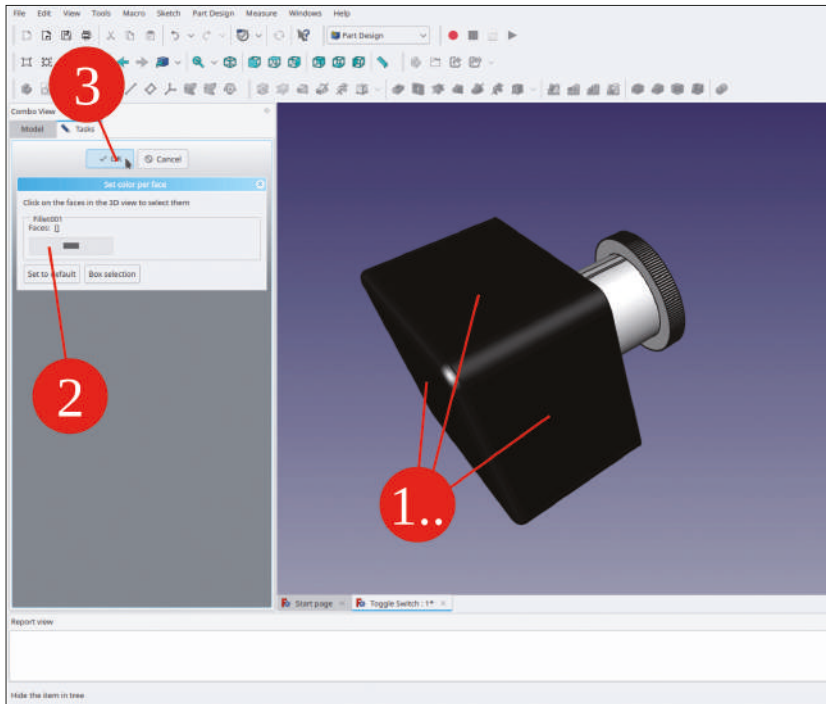 File Edit View Tools Macro Sketch Part Design Measure Windows Help
Part Design
3
Combo View
Model Tasks
Cancel
Set color per face
Click on the faces in the 3D view to select them
Fillet001
Faces: []
Set to default Box selection
2
1..
Start page Toggle Switch : 1*
Report view
Hide the item in tree